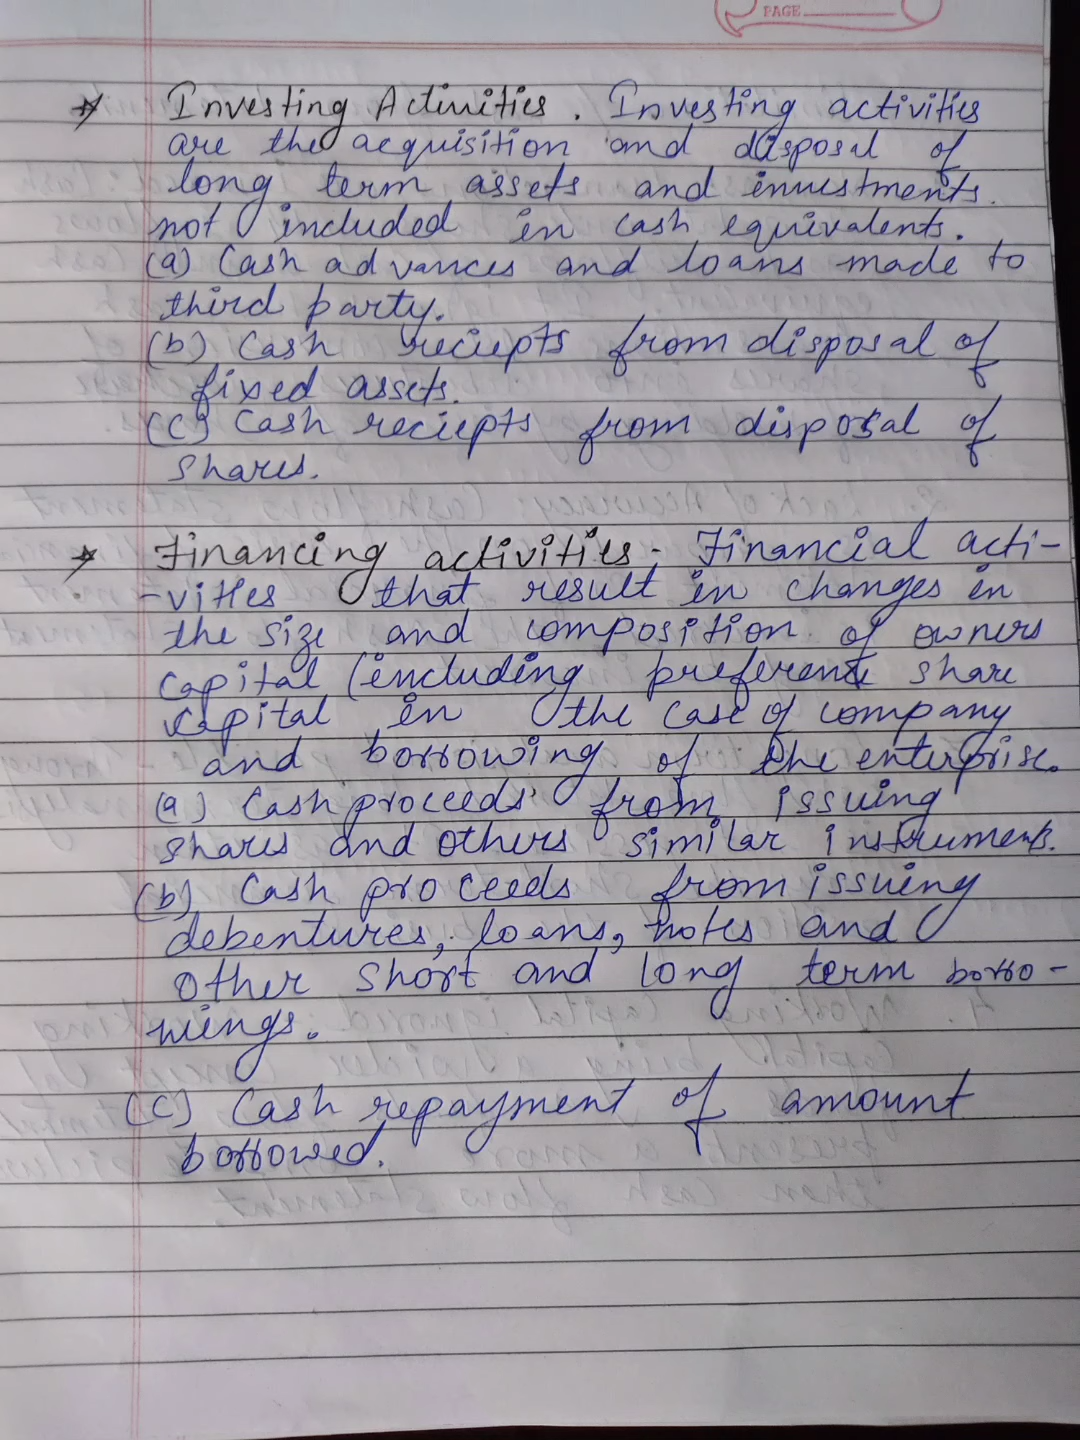 PAGE
* Investing Activities. Investing activities
are the acquisition and disposal of
long term assets and investments.
not included in cash equivalents.
(a) Cash advances and loans made to
third party.
(b) Cash reciepts from disposal of
fixed assets.
(c) Cash reciepts from disposal of
shares.
* Financing activities. Financial acti-
-vities that result in changes in
the size and composition of owners
capital (including preference share
capital in the case of company
and borrowing of the enterprise.
(a) Cash proceeds from issuing
shares and others similar instruments.
(b) Cash proceeds from issuing
debentures, loans, notes and
other short and long term borro-
wings.
(c) Cash repayment of amount
borrowed.